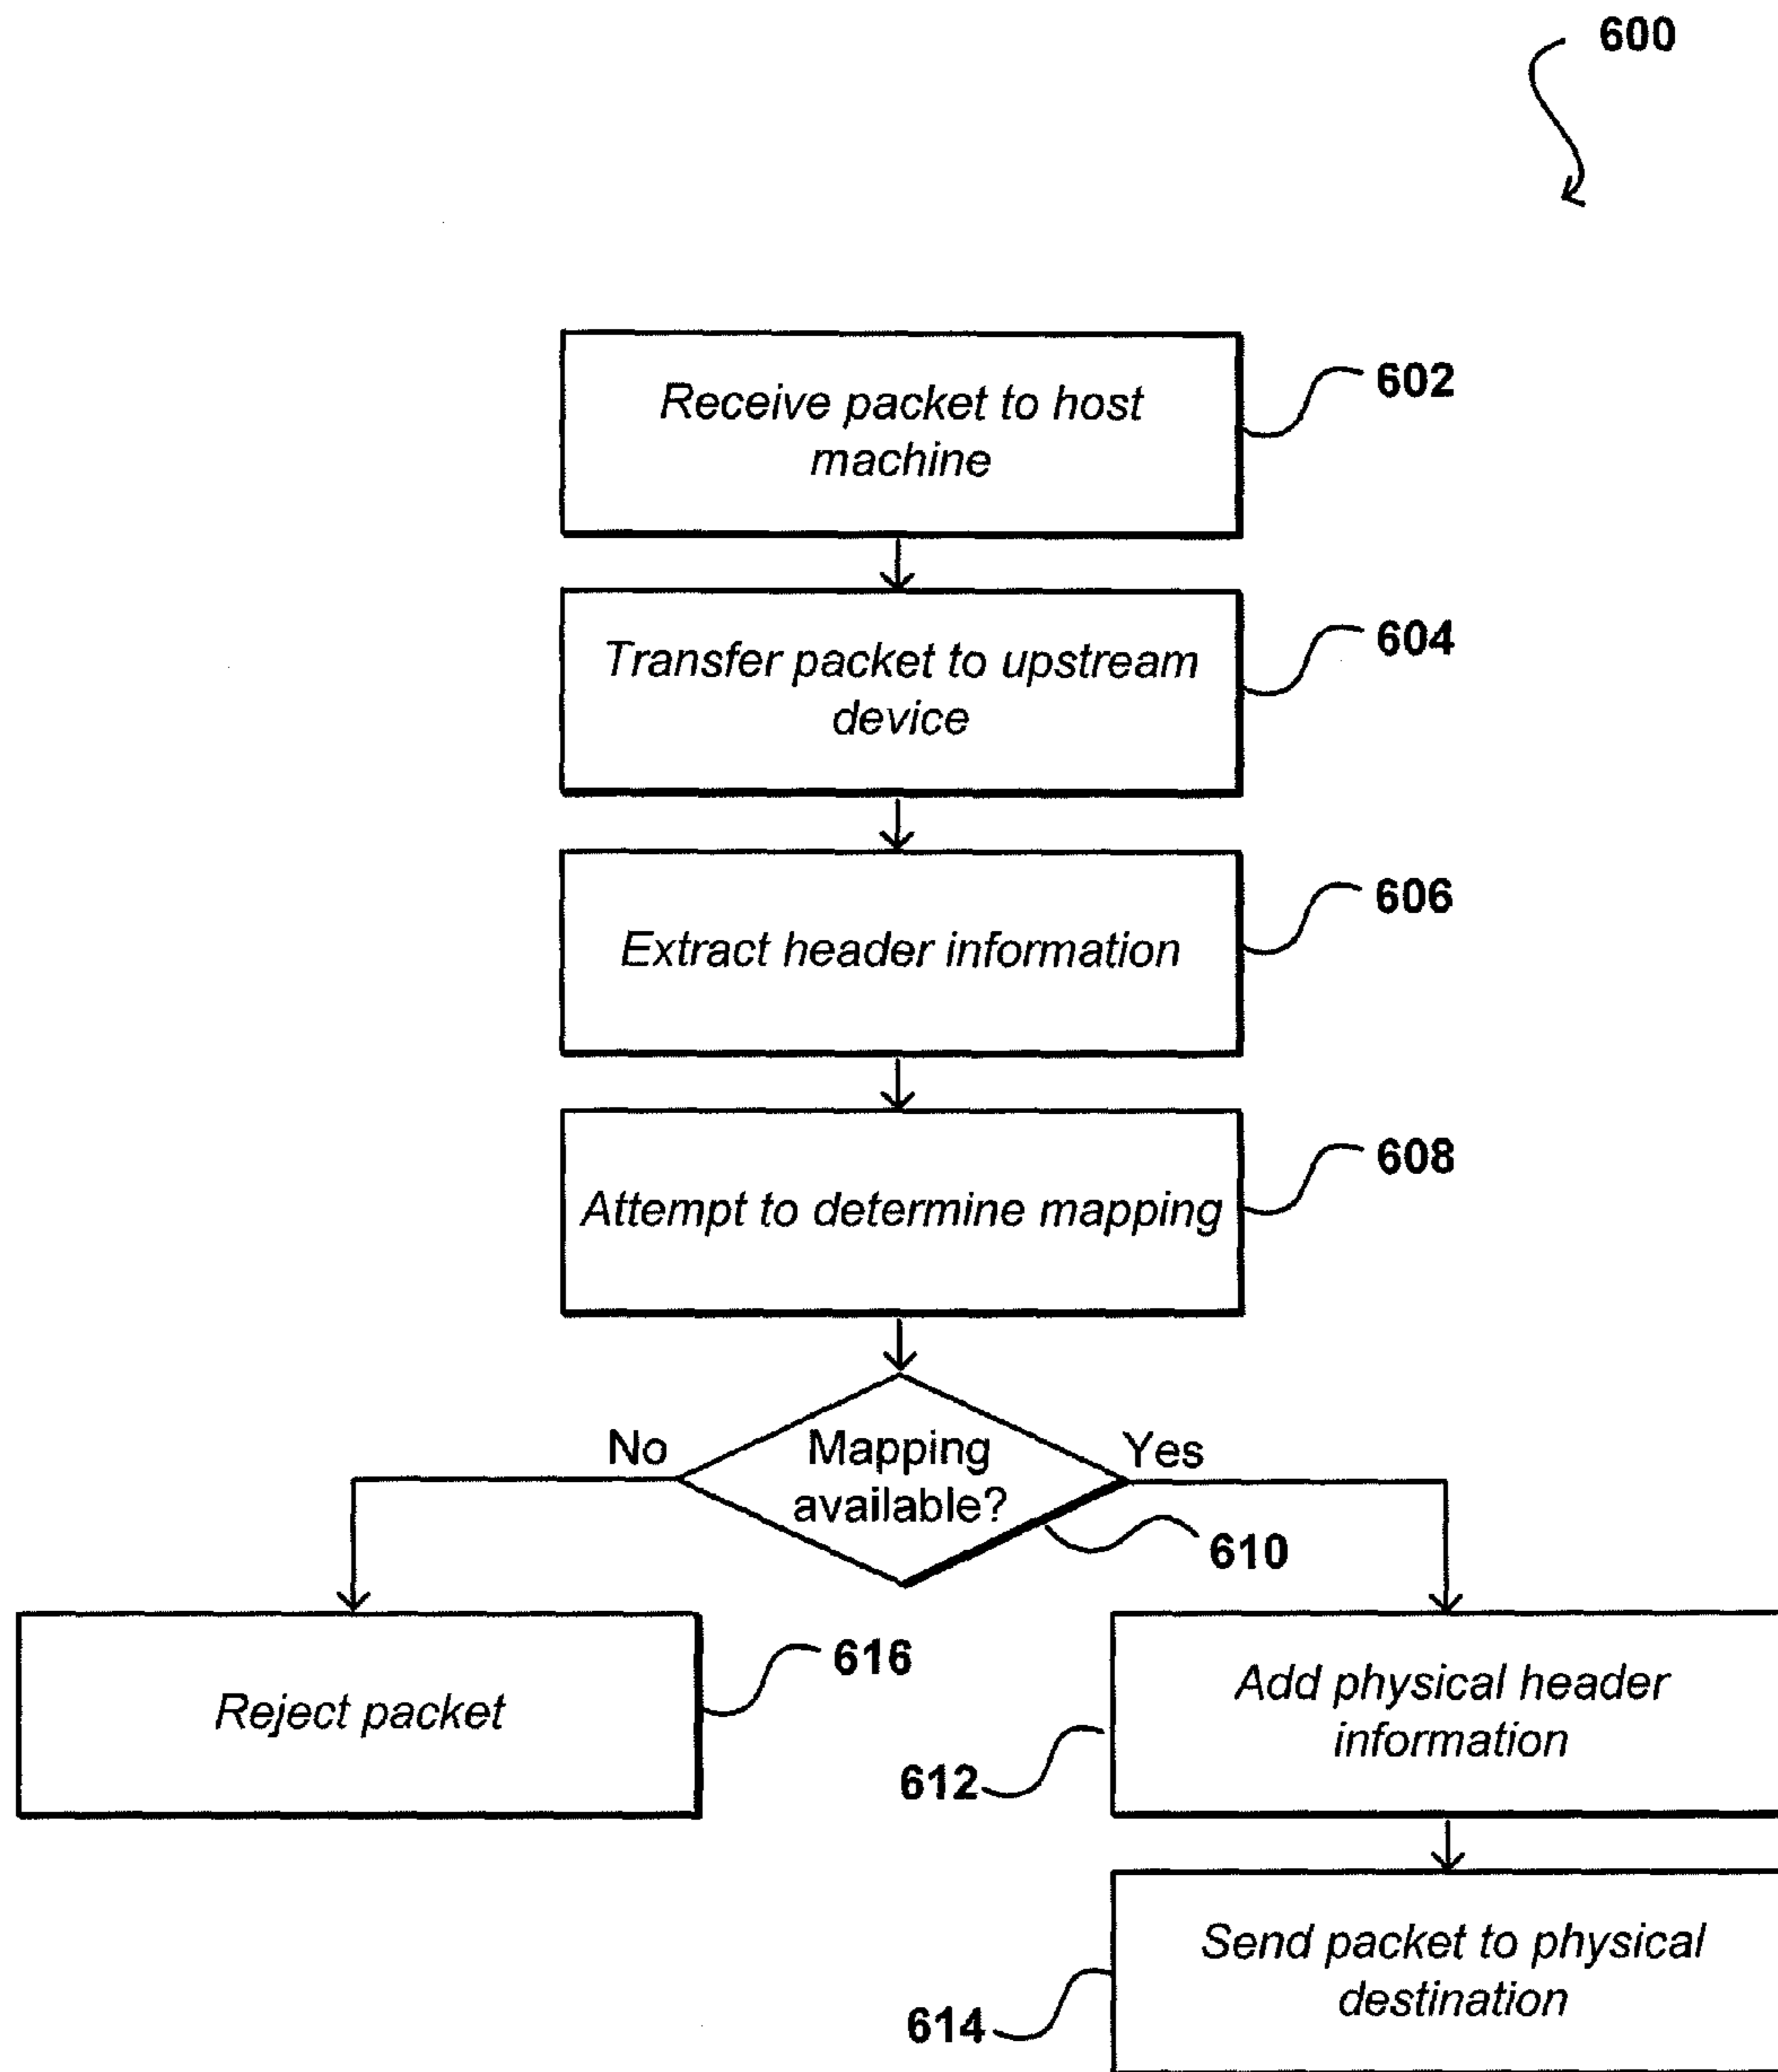 600
Receive packet to host
machine
602
Transfer packet to upstream
device
604
Extract header information
606
Attempt to determine mapping
608
No
Mapping
available?
Yes
610
Reject packet
616
Add physical header
information
612
Send packet to physical
destination
614